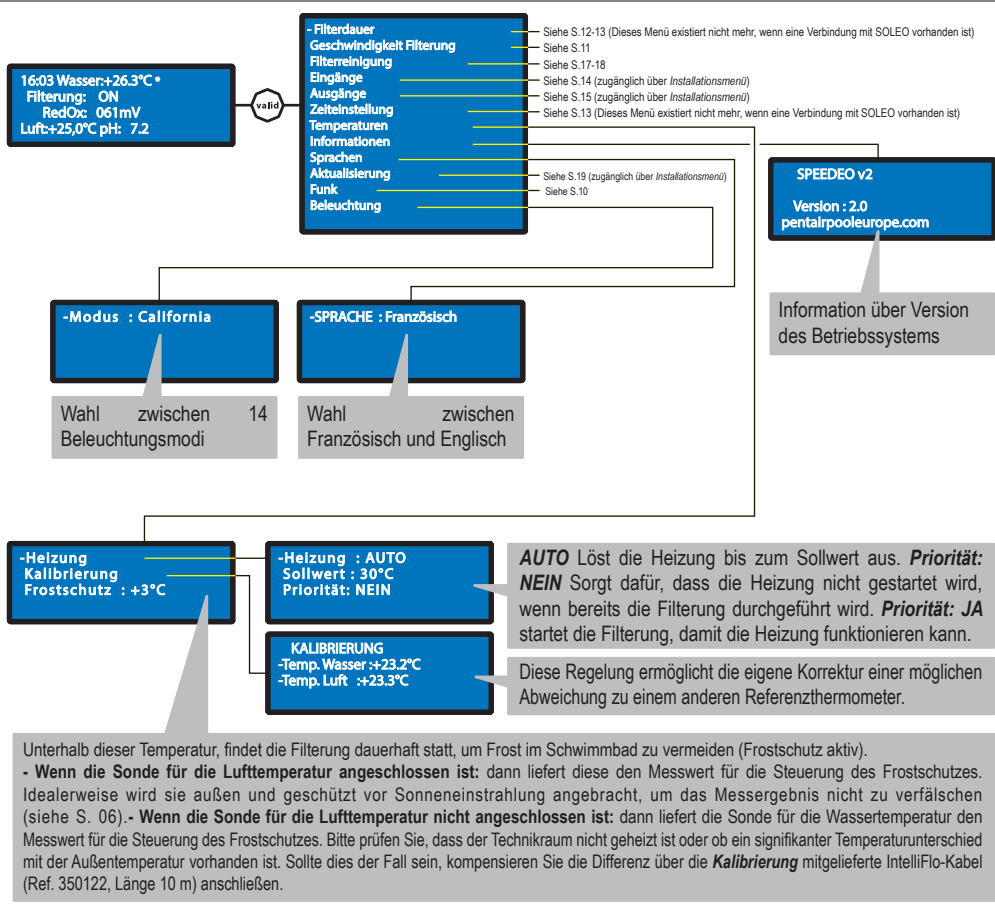 16:03 Wasser:+26.3°C *
Filterung: ON
RedOx: 061mV
Luft:+25,0°C pH: 7.2
valid
- Filterdauer
Geschwindigkeit Filterung
Filterreinigung
Eingänge
Ausgänge
Zeiteinstellung
Temperaturen
Informationen
Sprachen
Aktualisierung
Funk
Beleuchtung
Siehe S.12-13 (Dieses Menü existiert nicht mehr, wenn eine Verbindung mit SOLEO vorhanden ist)
Siehe S.11
Siehe S.17-18
Siehe S.14 (zugänglich über Installationsmenü)
Siehe S.15 (zugänglich über Installationsmenü)
Siehe S.13 (Dieses Menü existiert nicht mehr, wenn eine Verbindung mit SOLEO vorhanden ist)
Siehe S.19 (zugänglich über Installationsmenü)
Siehe S.10
SPEEDEO v2
Version : 2.0
pentairpooleurope.com
Information über Version
des Betriebssystems
-Modus : California
Wahl zwischen 14
Beleuchtungsmodi
-SPRACHE : Französisch
Wahl zwischen
Französisch und Englisch
-Heizung
Kalibrierung
Frostschutz : +3°C
-Heizung : AUTO
Sollwert : 30°C
Priorität: NEIN
AUTO Löst die Heizung bis zum Sollwert aus. Priorität:
NEIN Sorgt dafür, dass die Heizung nicht gestartet wird,
wenn bereits die Filterung durchgeführt wird. Priorität: JA
startet die Filterung, damit die Heizung funktionieren kann.
KALIBRIERUNG
-Temp. Wasser :+23.2°C
-Temp. Luft :+23.3°C
Diese Regelung ermöglicht die eigene Korrektur einer möglichen
Abweichung zu einem anderen Referenzthermometer.
Unterhalb dieser Temperatur, findet die Filterung dauerhaft statt, um Frost im Schwimmbad zu vermeiden (Frostschutz aktiv).
- Wenn die Sonde für die Lufttemperatur angeschlossen ist: dann liefert diese den Messwert für die Steuerung des Frostschutzes.
Idealerweise wird sie außen und geschützt vor Sonneneinstrahlung angebracht, um das Messergebnis nicht zu verfälschen
(siehe S. 06).- Wenn die Sonde für die Lufttemperatur nicht angeschlossen ist: dann liefert die Sonde für die Wassertemperatur den
Messwert für die Steuerung des Frostschutzes. Bitte prüfen Sie, dass der Technikraum nicht geheizt ist oder ob ein signifikanter Temperaturunterschied
mit der Außentemperatur vorhanden ist. Sollte dies der Fall sein, kompensieren Sie die Differenz über die Kalibrierung mitgelieferte IntelliFlo-Kabel
(Ref. 350122, Länge 10 m) anschließen.